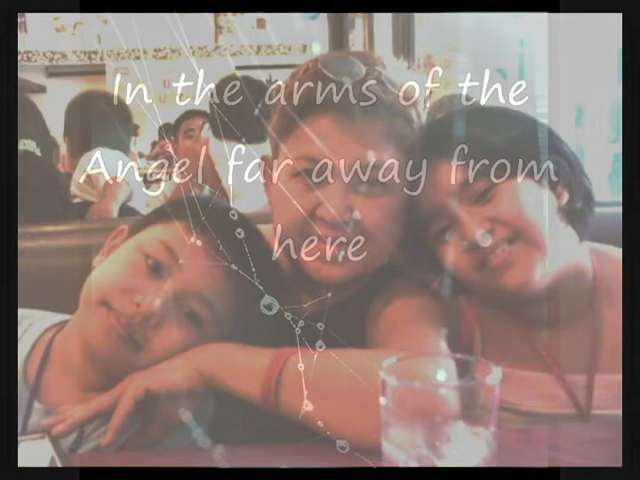 In the arms of the
Angel far away from
here